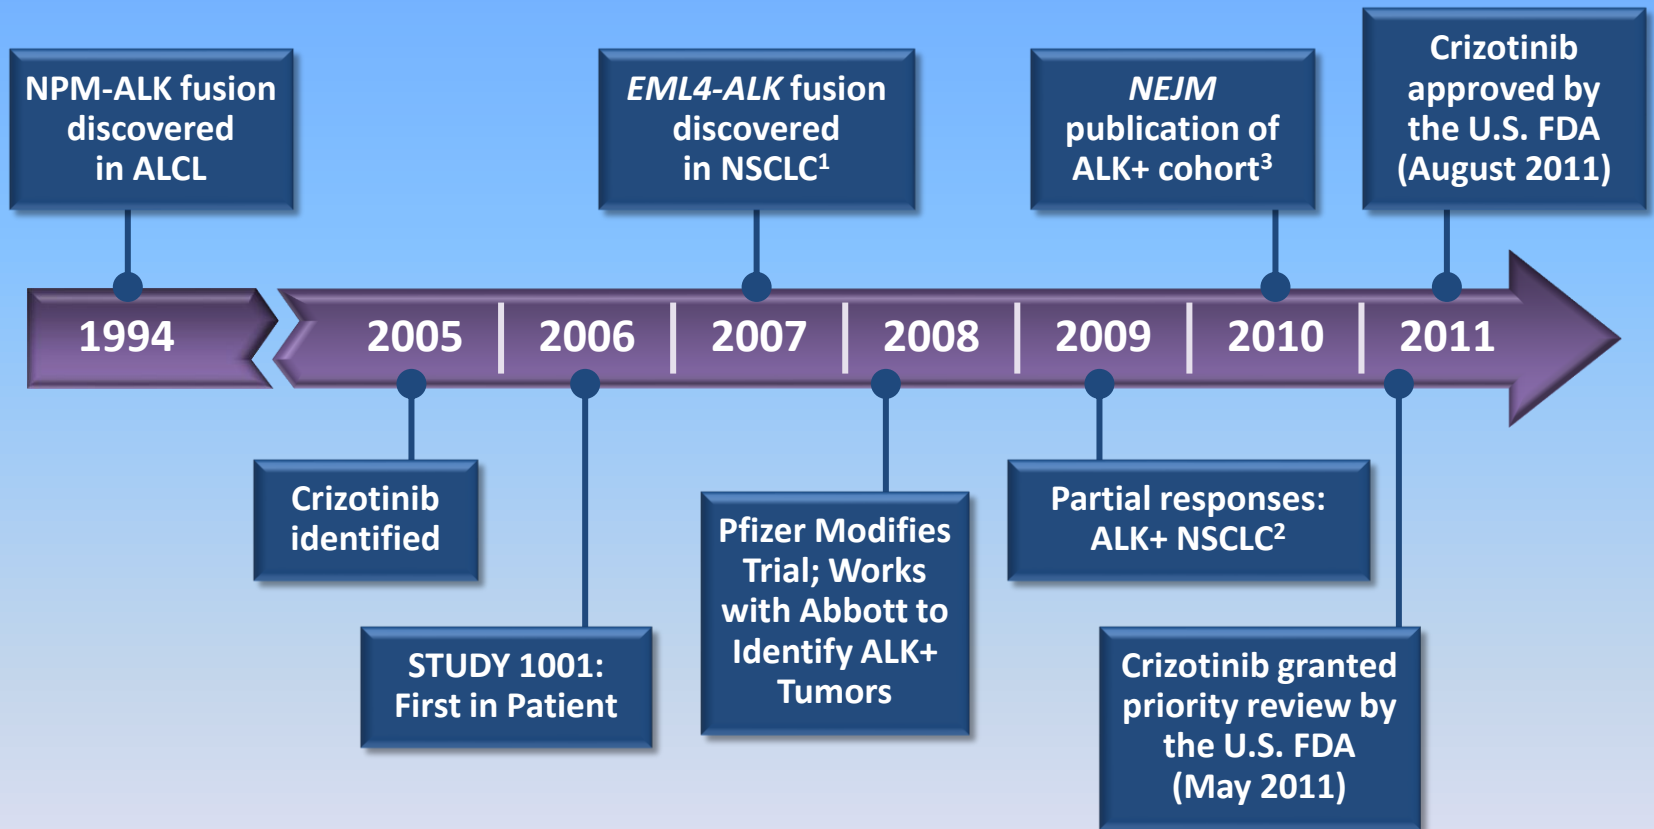 NPM-ALK fusion
discovered
in ALCL
EML4-ALK fusion
discovered
in NSCLC¹
NEJM
publication of
ALK+ cohort³
Crizotinib
approved by
the U.S. FDA
(August 2011)
1994
2005
2006
2007
2008
2009
2010
2011
Crizotinib
identified
STUDY 1001:
First in Patient
Pfizer Modifies
Trial; Works
with Abbott to
Identify ALK+
Tumors
Partial responses:
ALK+ NSCLC²
Crizotinib granted
priority review by
the U.S. FDA
(May 2011)